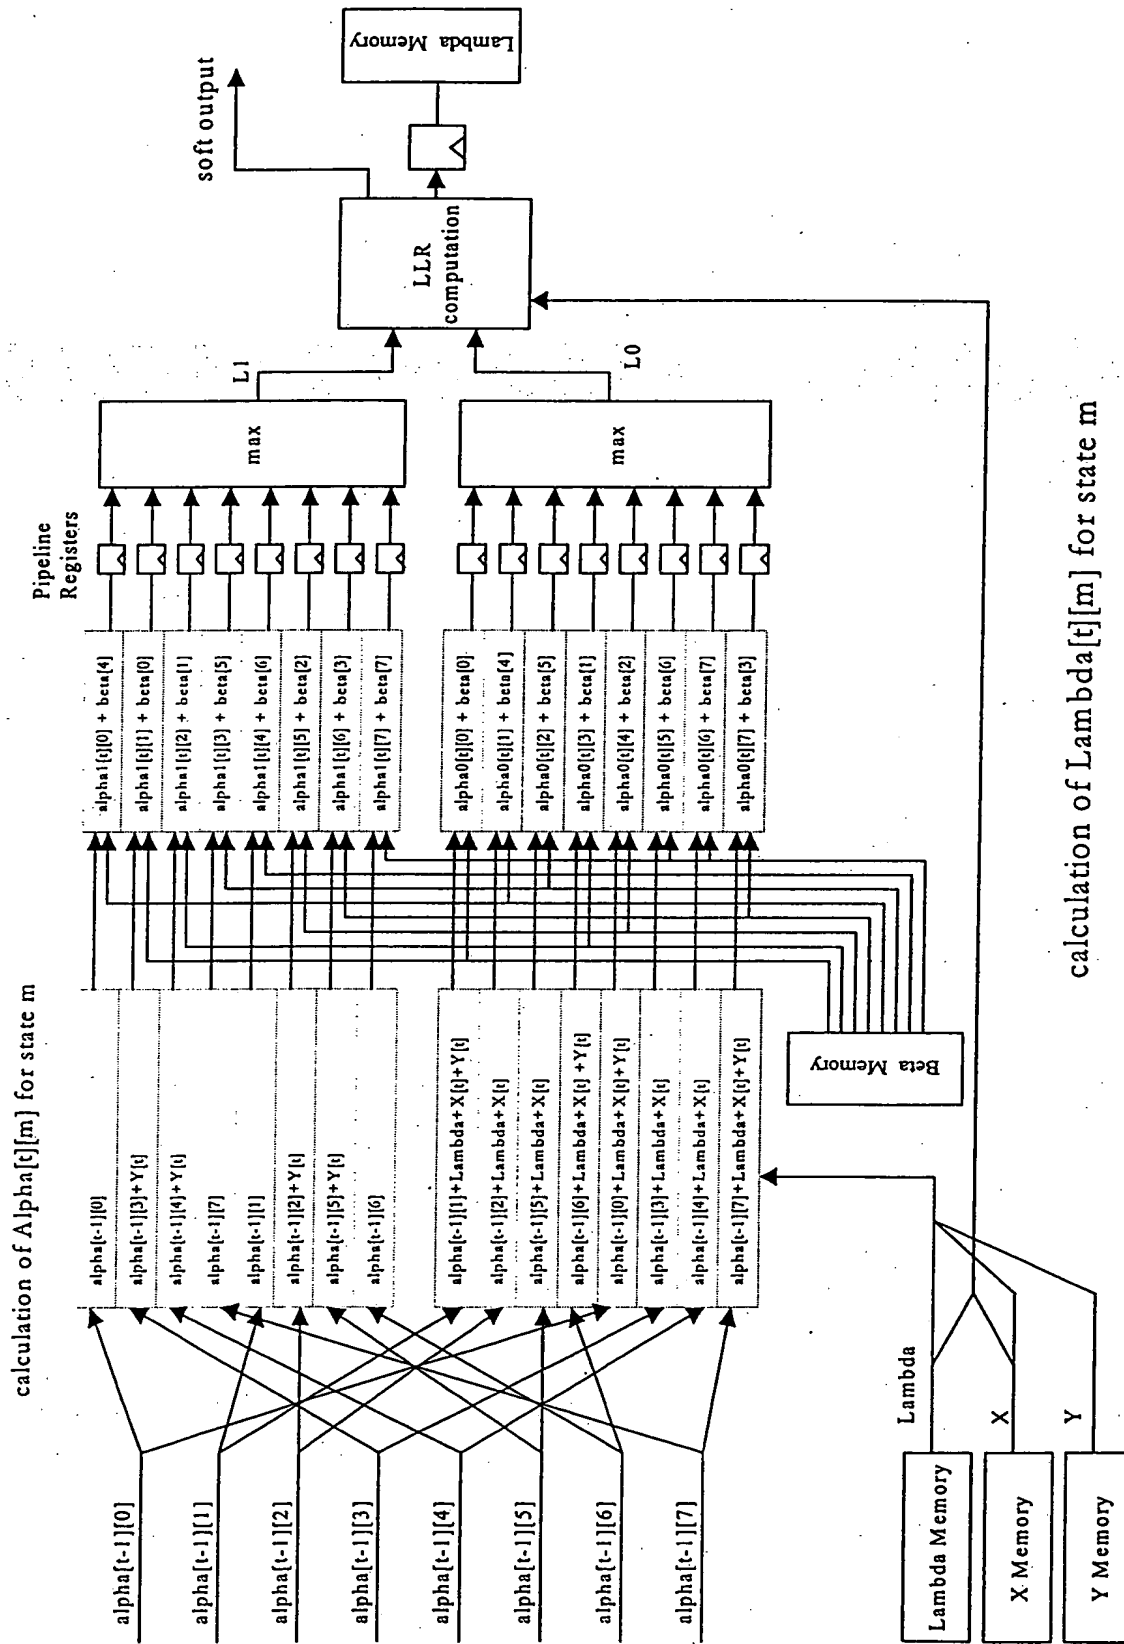 calculation of Alpha[t][m] for state m
alpha[t-1][0]
alpha[t-1][1]
alpha[t-1][2]
alpha[t-1][3]
alpha[t-1][4]
alpha[t-1][5]
alpha[t-1][6]
alpha[t-1][7]
Lambda Memory
X Memory
Y Memory
Lambda
X
Y
alpha[t-1][0]
alpha[t-1][3]+Y[t]
alpha[t-1][4]+Y[t]
alpha[t-1][7]
alpha[t-1][1]
alpha[t-1][2]+Y[t]
alpha[t-1][5]+Y[t]
alpha[t-1][6]
alpha[t-1][1]+Lambda+X[t]+Y[t]
alpha[t-1][2]+Lambda+X[t]
alpha[t-1][5]+Lambda+X[t]
alpha[t-1][6]+Lambda+X[t] +Y[t]
alpha[t-1][0]+Lambda+X[t]+Y[t]
alpha[t-1][3]+Lambda+X[t]
alpha[t-1][4]+Lambda+X[t]
alpha[t-1][7]+Lambda+X[t]+Y[t]
Beta Memory
alpha1[t][0] + beta[4]
alpha1[t][1] + beta[0]
alpha1[t][2] + beta[1]
alpha1[t][3] + beta[5]
alpha1[t][4] + beta[6]
alpha1[t][5] + beta[2]
alpha1[t][6] + beta[3]
alpha1[t][7] + beta[7]
alpha0[t][0] + beta[0]
alpha0[t][1] + beta[4]
alpha0[t][2] + beta[5]
alpha0[t][3] + beta[1]
alpha0[t][4] + beta[2]
alpha0[t][5] + beta[6]
alpha0[t][6] + beta[7]
alpha0[t][7] + beta[3]
Pipeline
Registers
max
max
L1
L0
LLR
computation
soft output
Lambda Memory
calculation of Lambda[t][m] for state m